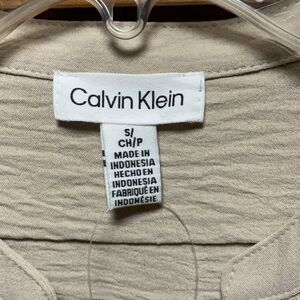 Calvin Klein
S/
CH/P
MADE IN
INDONESIA
HECHO EN
INDONESIA
FABRIQUÉ EN
INDONÉSIE